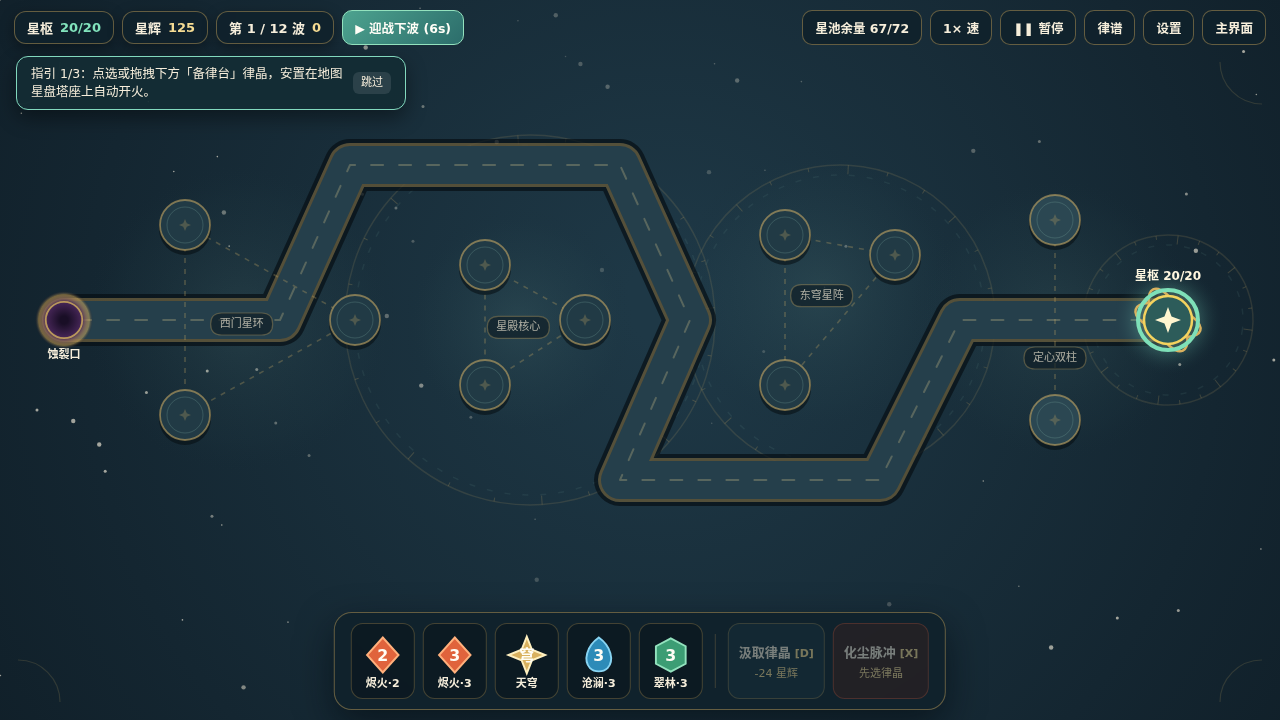 星枢 20/20
星辉 125
第 1 / 12 波 0
▶ 迎战下波 (6s)
星池余量 67/72
1× 速
❚❚ 暂停
律谱
设置
主界面
指引 1/3：点选或拖拽下方「备律台」律晶，安置在地图
星盘塔座上自动开火。
跳过
星枢 20/20
东穹星阵
西门星环
星殿核心
蚀裂口
定心双柱
2
烬火·2
3
烬火·3
穹
天穹
3
沧澜·3
3
翠林·3
汲取律晶 [D]
-24 星辉
化尘脉冲 [X]
先选律晶